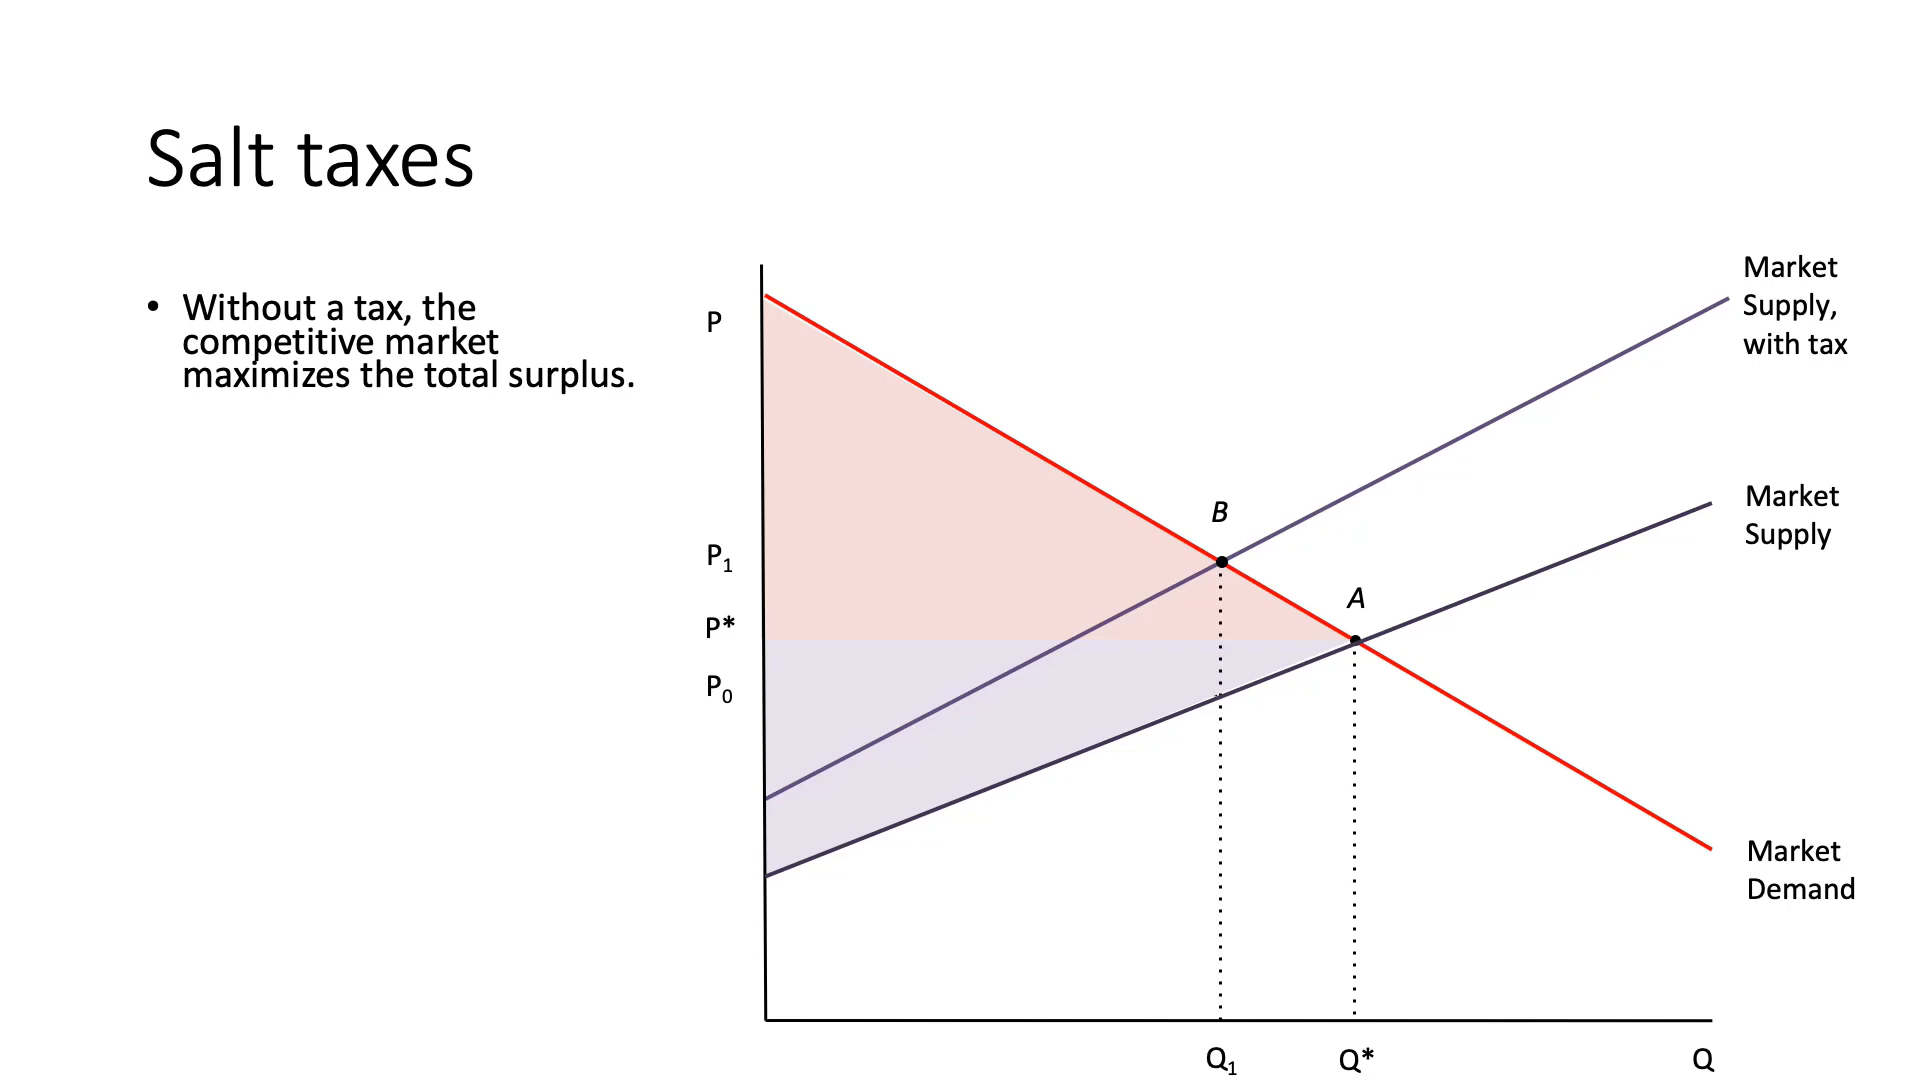 Salt taxes
• Without a tax, the
competitive market
maximizes the total surplus.
P
P₁
P*
P₀
B
A
Market
Supply,
with tax
Market
Supply
Market
Demand
Q₁
Q*
Q